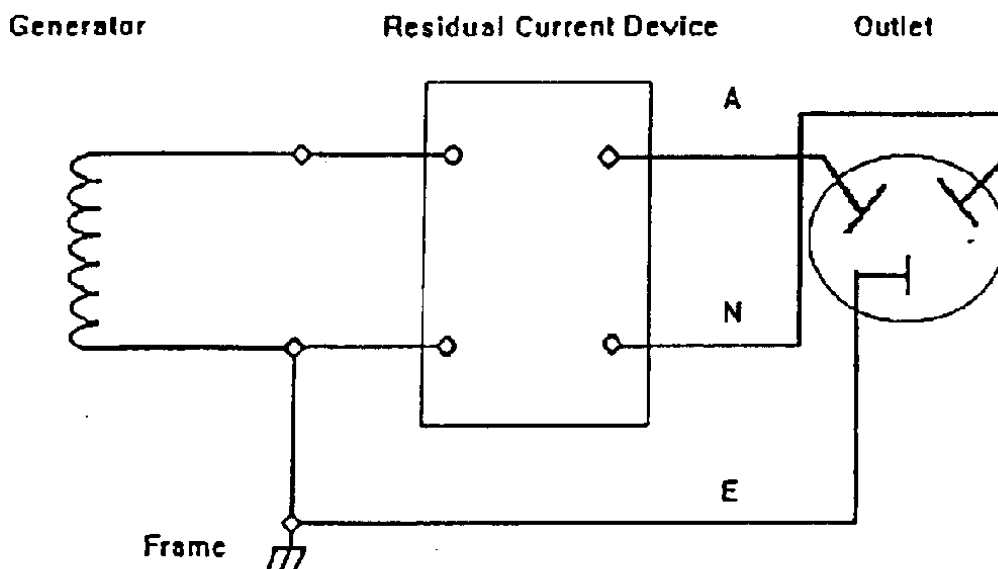 Generator
Residual Current Device
Outlet
A
N
E
Frame